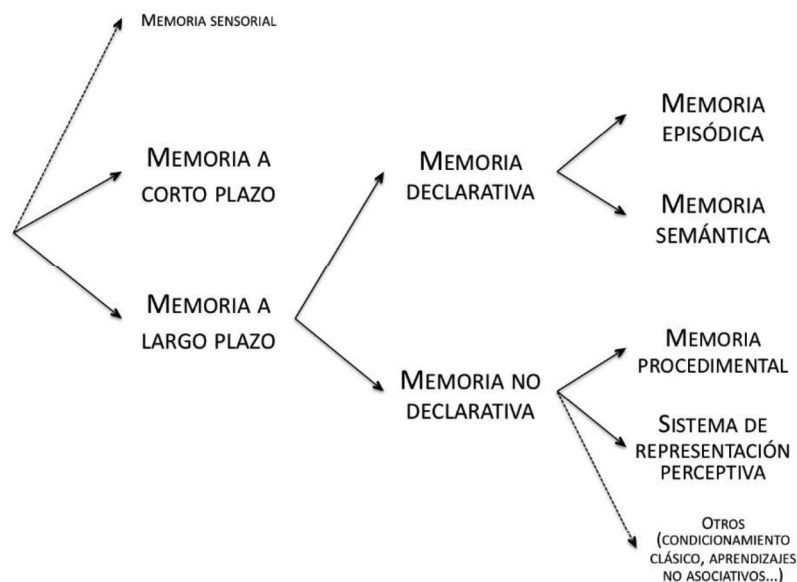 MEMORIA SENSORIAL
MEMORIA A
CORTO PLAZO
MEMORIA A
LARGO PLAZO
MEMORIA
DECLARATIVA
MEMORIA NO
DECLARATIVA
MEMORIA
EPISÓDICA
MEMORIA
SEMÁNTICA
MEMORIA
PROCEDIMENTAL
SISTEMA DE
REPRESENTACIÓN
PERCEPTIVA
OTROS
(CONDICIONAMIENTO
CLÁSICO, APRENDIZAJES
NO ASOCIATIVOS...)